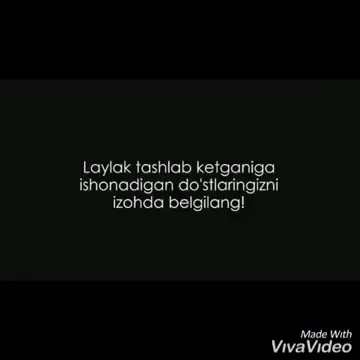 Laylak tashlab ketganiga
ishonadigan do'stlaringizni
izohda belgilang!
Made With
VivaVideo